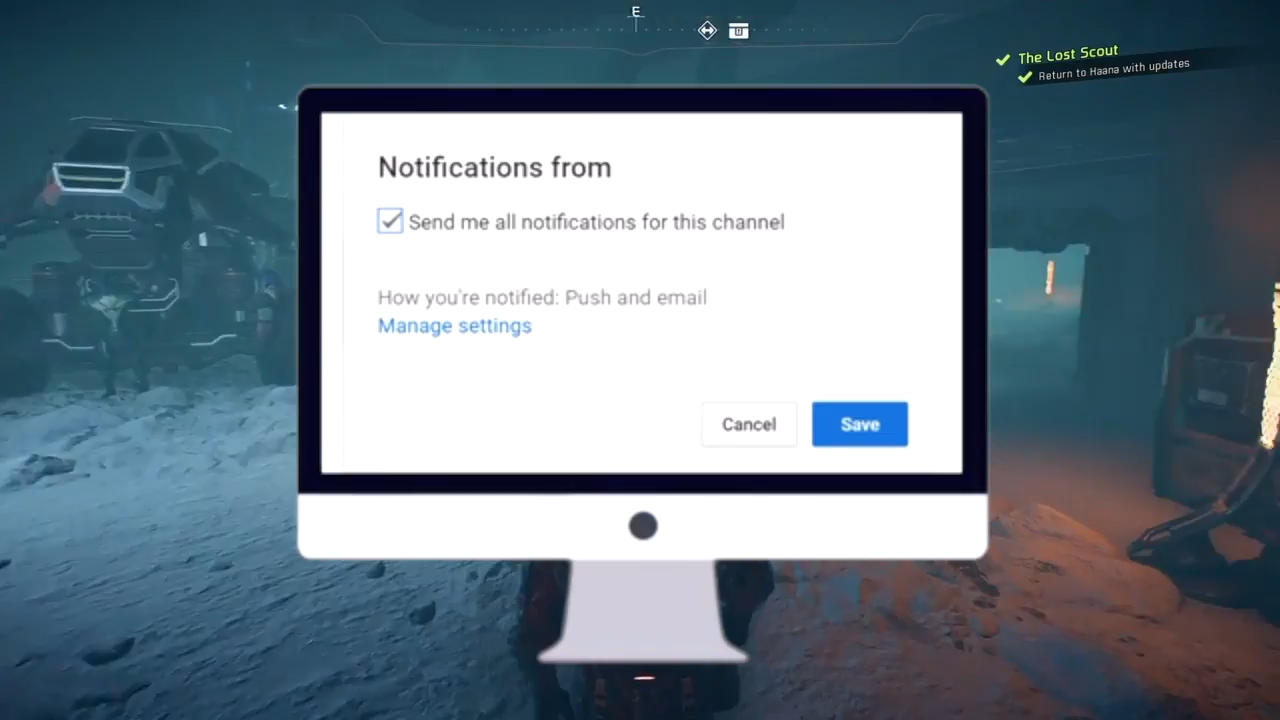 E
The Lost Scout
Return to Haana with updates
Notifications from
Send me all notifications for this channel
How you're notified: Push and email
Manage settings
Cancel
Save